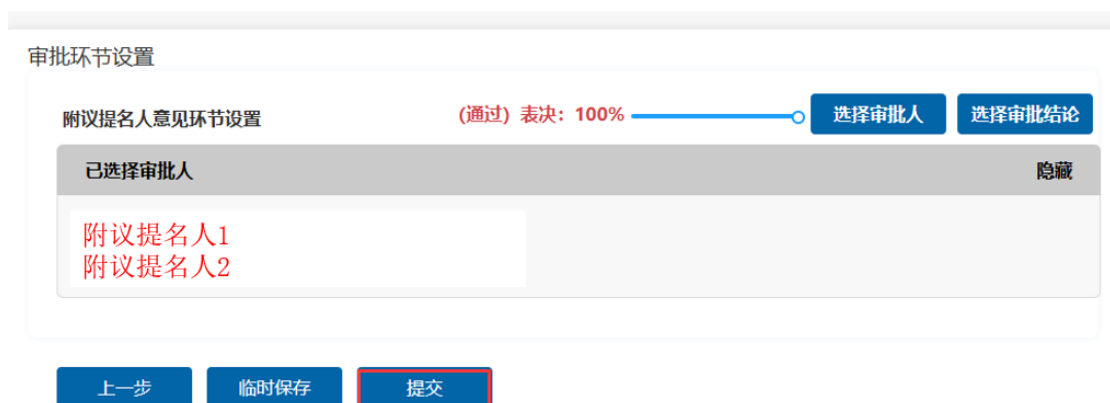 审批环节设置
附议提名人意见环节设置 (通过) 表决：100% 选择审批人 选择审批结论
已选择审批人 隐藏
附议提名人1
附议提名人2
上一步 临时保存 提交